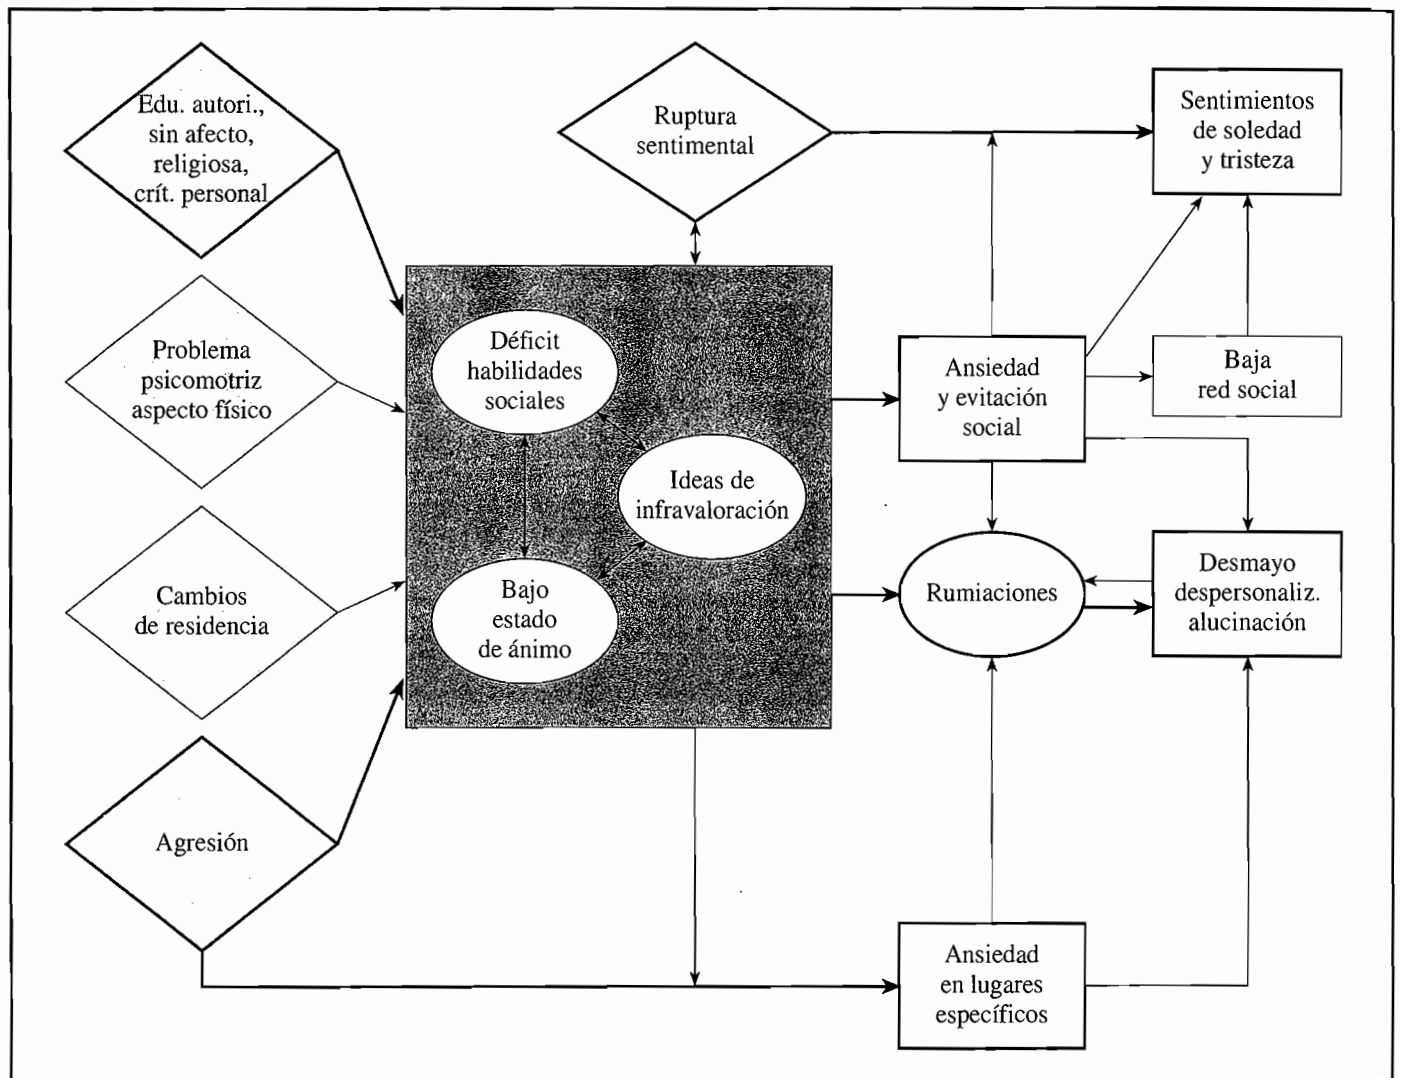 Edu. autori.,
sin afecto,
religiosa,
crít. personal
Ruptura
sentimental
Sentimientos
de soledad
y tristeza
Problema
psicomotriz
aspecto físico
Déficit
habilidades
sociales
Ansiedad
y evitación
social
Baja
red social
Ideas de
infravaloración
Cambios
de residencia
Bajo
estado
de ánimo
Rumiaciones
Desmayo
despersonaliz.
alucinación
Agresión
Ansiedad
en lugares
específicos